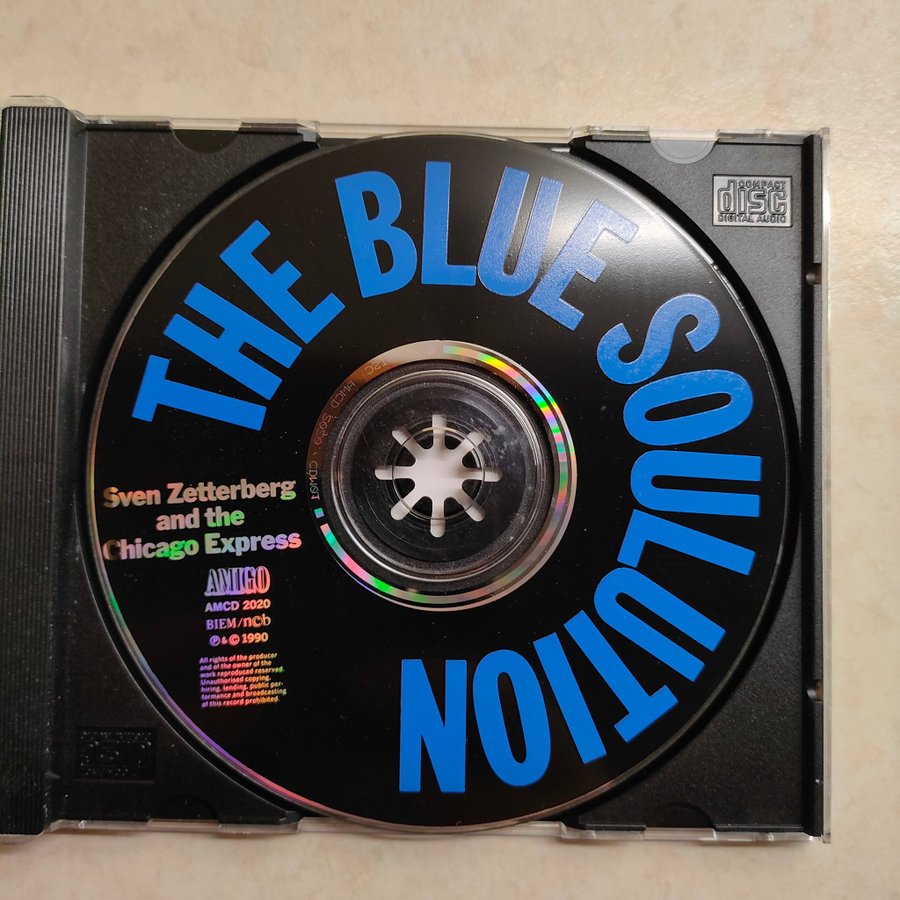 THE BLUE SOULUTION
COMPACT
disc
DIGITAL AUDIO
Sven Zetterberg
and the
Chicago Express
AMIGO
AMCD 2020
BIEM/ncb
℗ & © 1990
All rights of the producer
and of the owner of the
work reproduced reserved.
Unauthorised copying,
hiring, lending, public per-
formance and broadcasting
of this record prohibited.